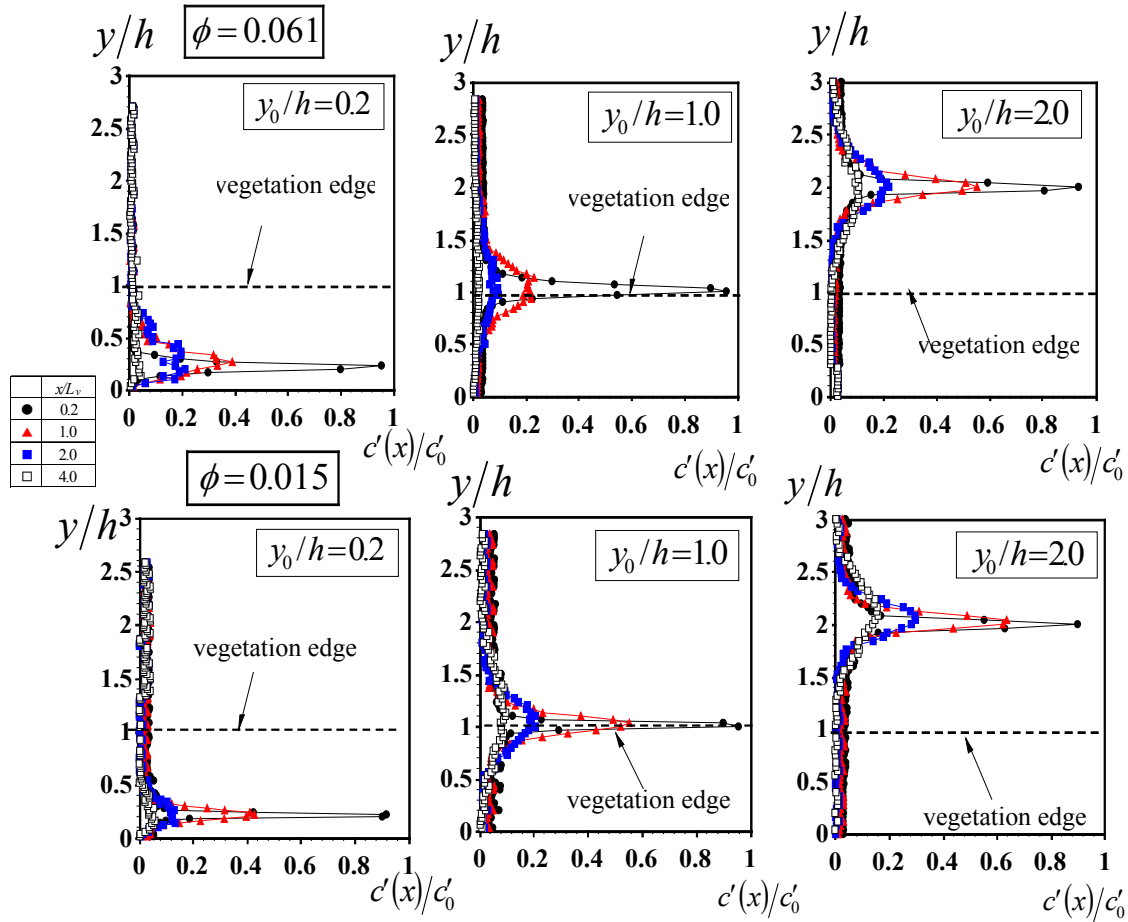 y/h
ϕ = 0.061
y/h
y/h
3
2.5
2
1.5
1
0.5
0
y₀/h=0.2
vegetation edge
0 0.2 0.4 0.6 0.8 1
c′(x)/c′₀
3
2.5
2
1.5
1
0.5
0
y₀/h=1.0
vegetation edge
0 0.2 0.4 0.6 0.8 1
c′(x)/c′₀
3
2.5
2
1.5
1
0.5
0
y₀/h=2.0
vegetation edge
0 0.2 0.4 0.6 0.8 1
c′(x)/c′₀
x/Lᵥ
0.2
1.0
2.0
4.0
ϕ = 0.015
y/h
y/h
y/h
3
2.5
2
1.5
1
0.5
0
y₀/h=0.2
vegetation edge
0 0.2 0.4 0.6 0.8 1
c′(x)/c′₀
3
2.5
2
1.5
1
0.5
0
y₀/h=1.0
vegetation edge
0 0.2 0.4 0.6 0.8 1
c′(x)/c′₀
3
2.5
2
1.5
1
0.5
0
y₀/h=2.0
vegetation edge
0 0.2 0.4 0.6 0.8 1
c′(x)/c′₀